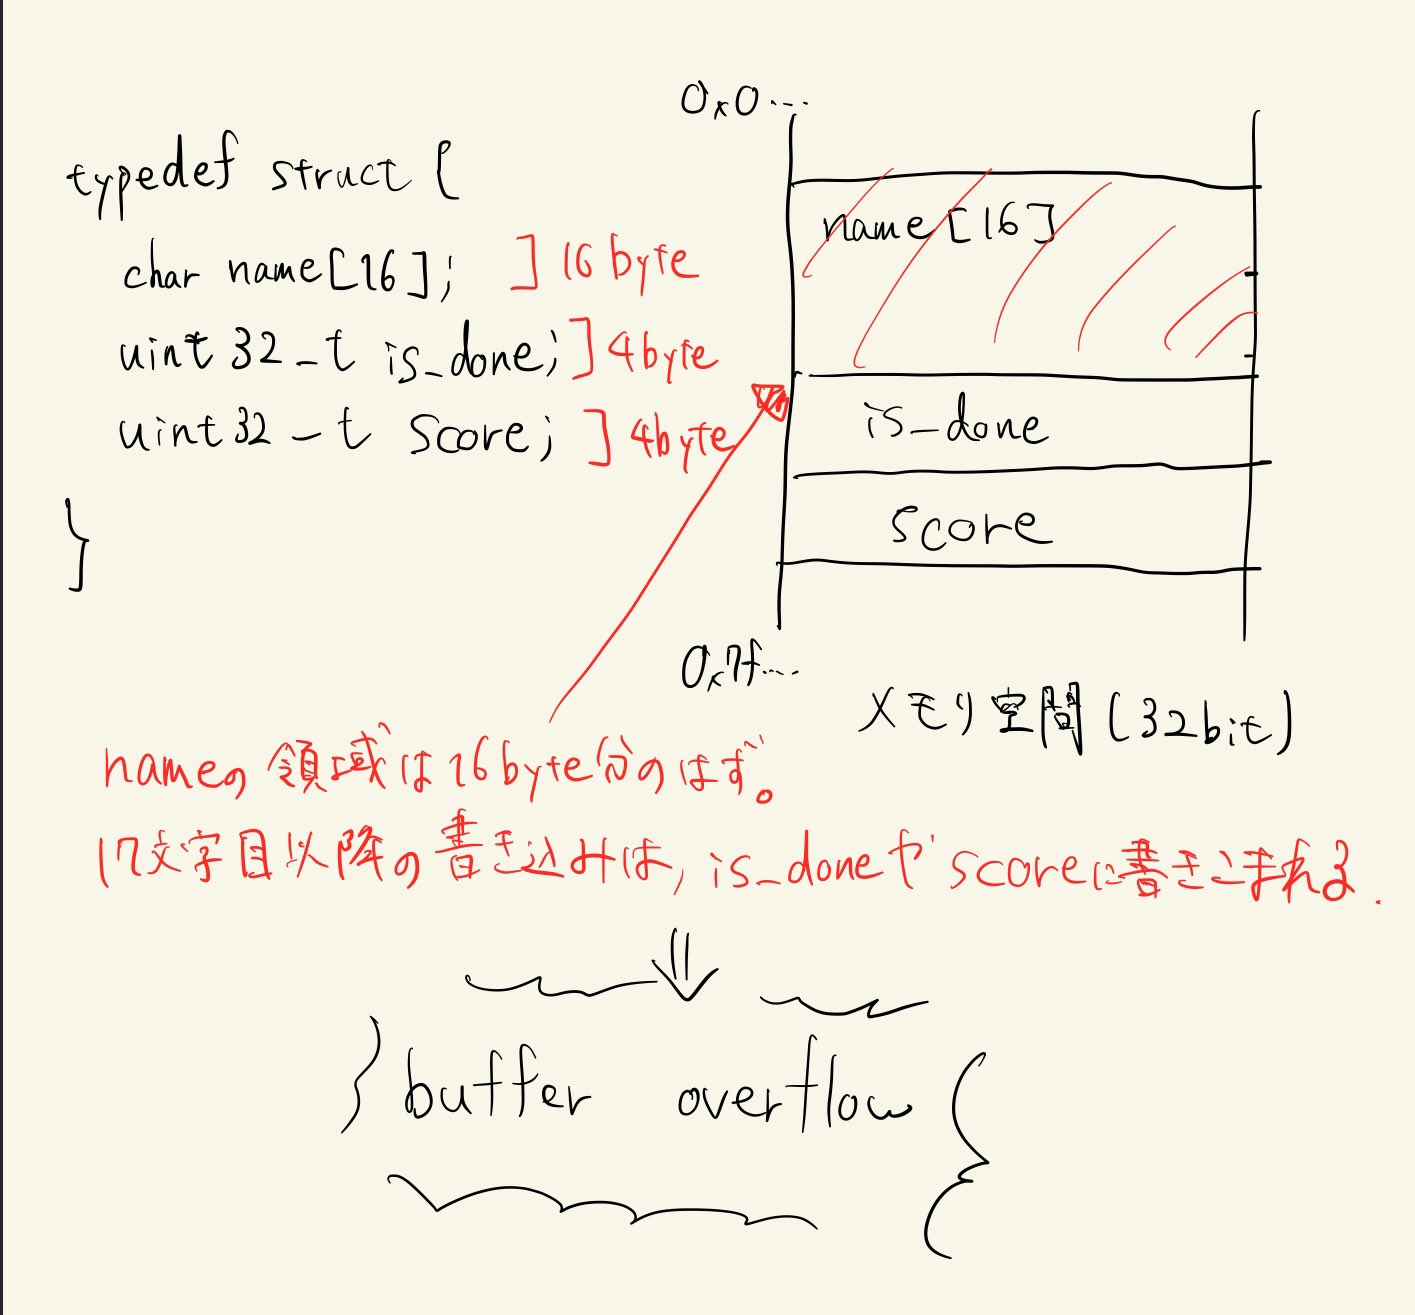 typedef struct {
char name[16]; ] 16 byte
uint 32_t is_done; ] 4byte
uint32_t score; ] 4byte
}
0x0...
name [16]
is_done
score
0x7f...
メモリ空間 (32bit)
nameの領域は16byte分のはず。
17文字目以降の書き込みは, is_doneやscoreに書きこまれる.
buffer overflow